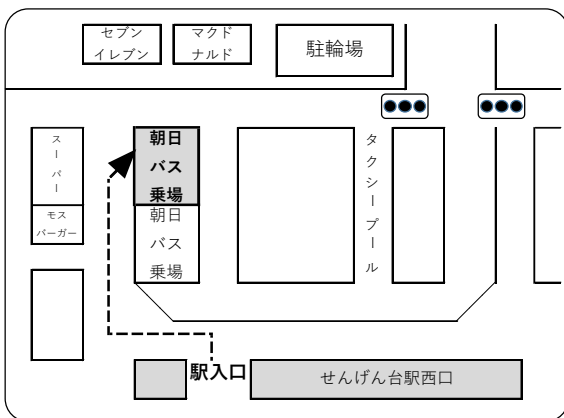 セブン
イレブン
マクド
ナルド
駐輪場
スーパー
モス
バーガー
朝日
バス
乗場
朝日
バス
乗場
タクシープール
駅入口
せんげん台駅西口